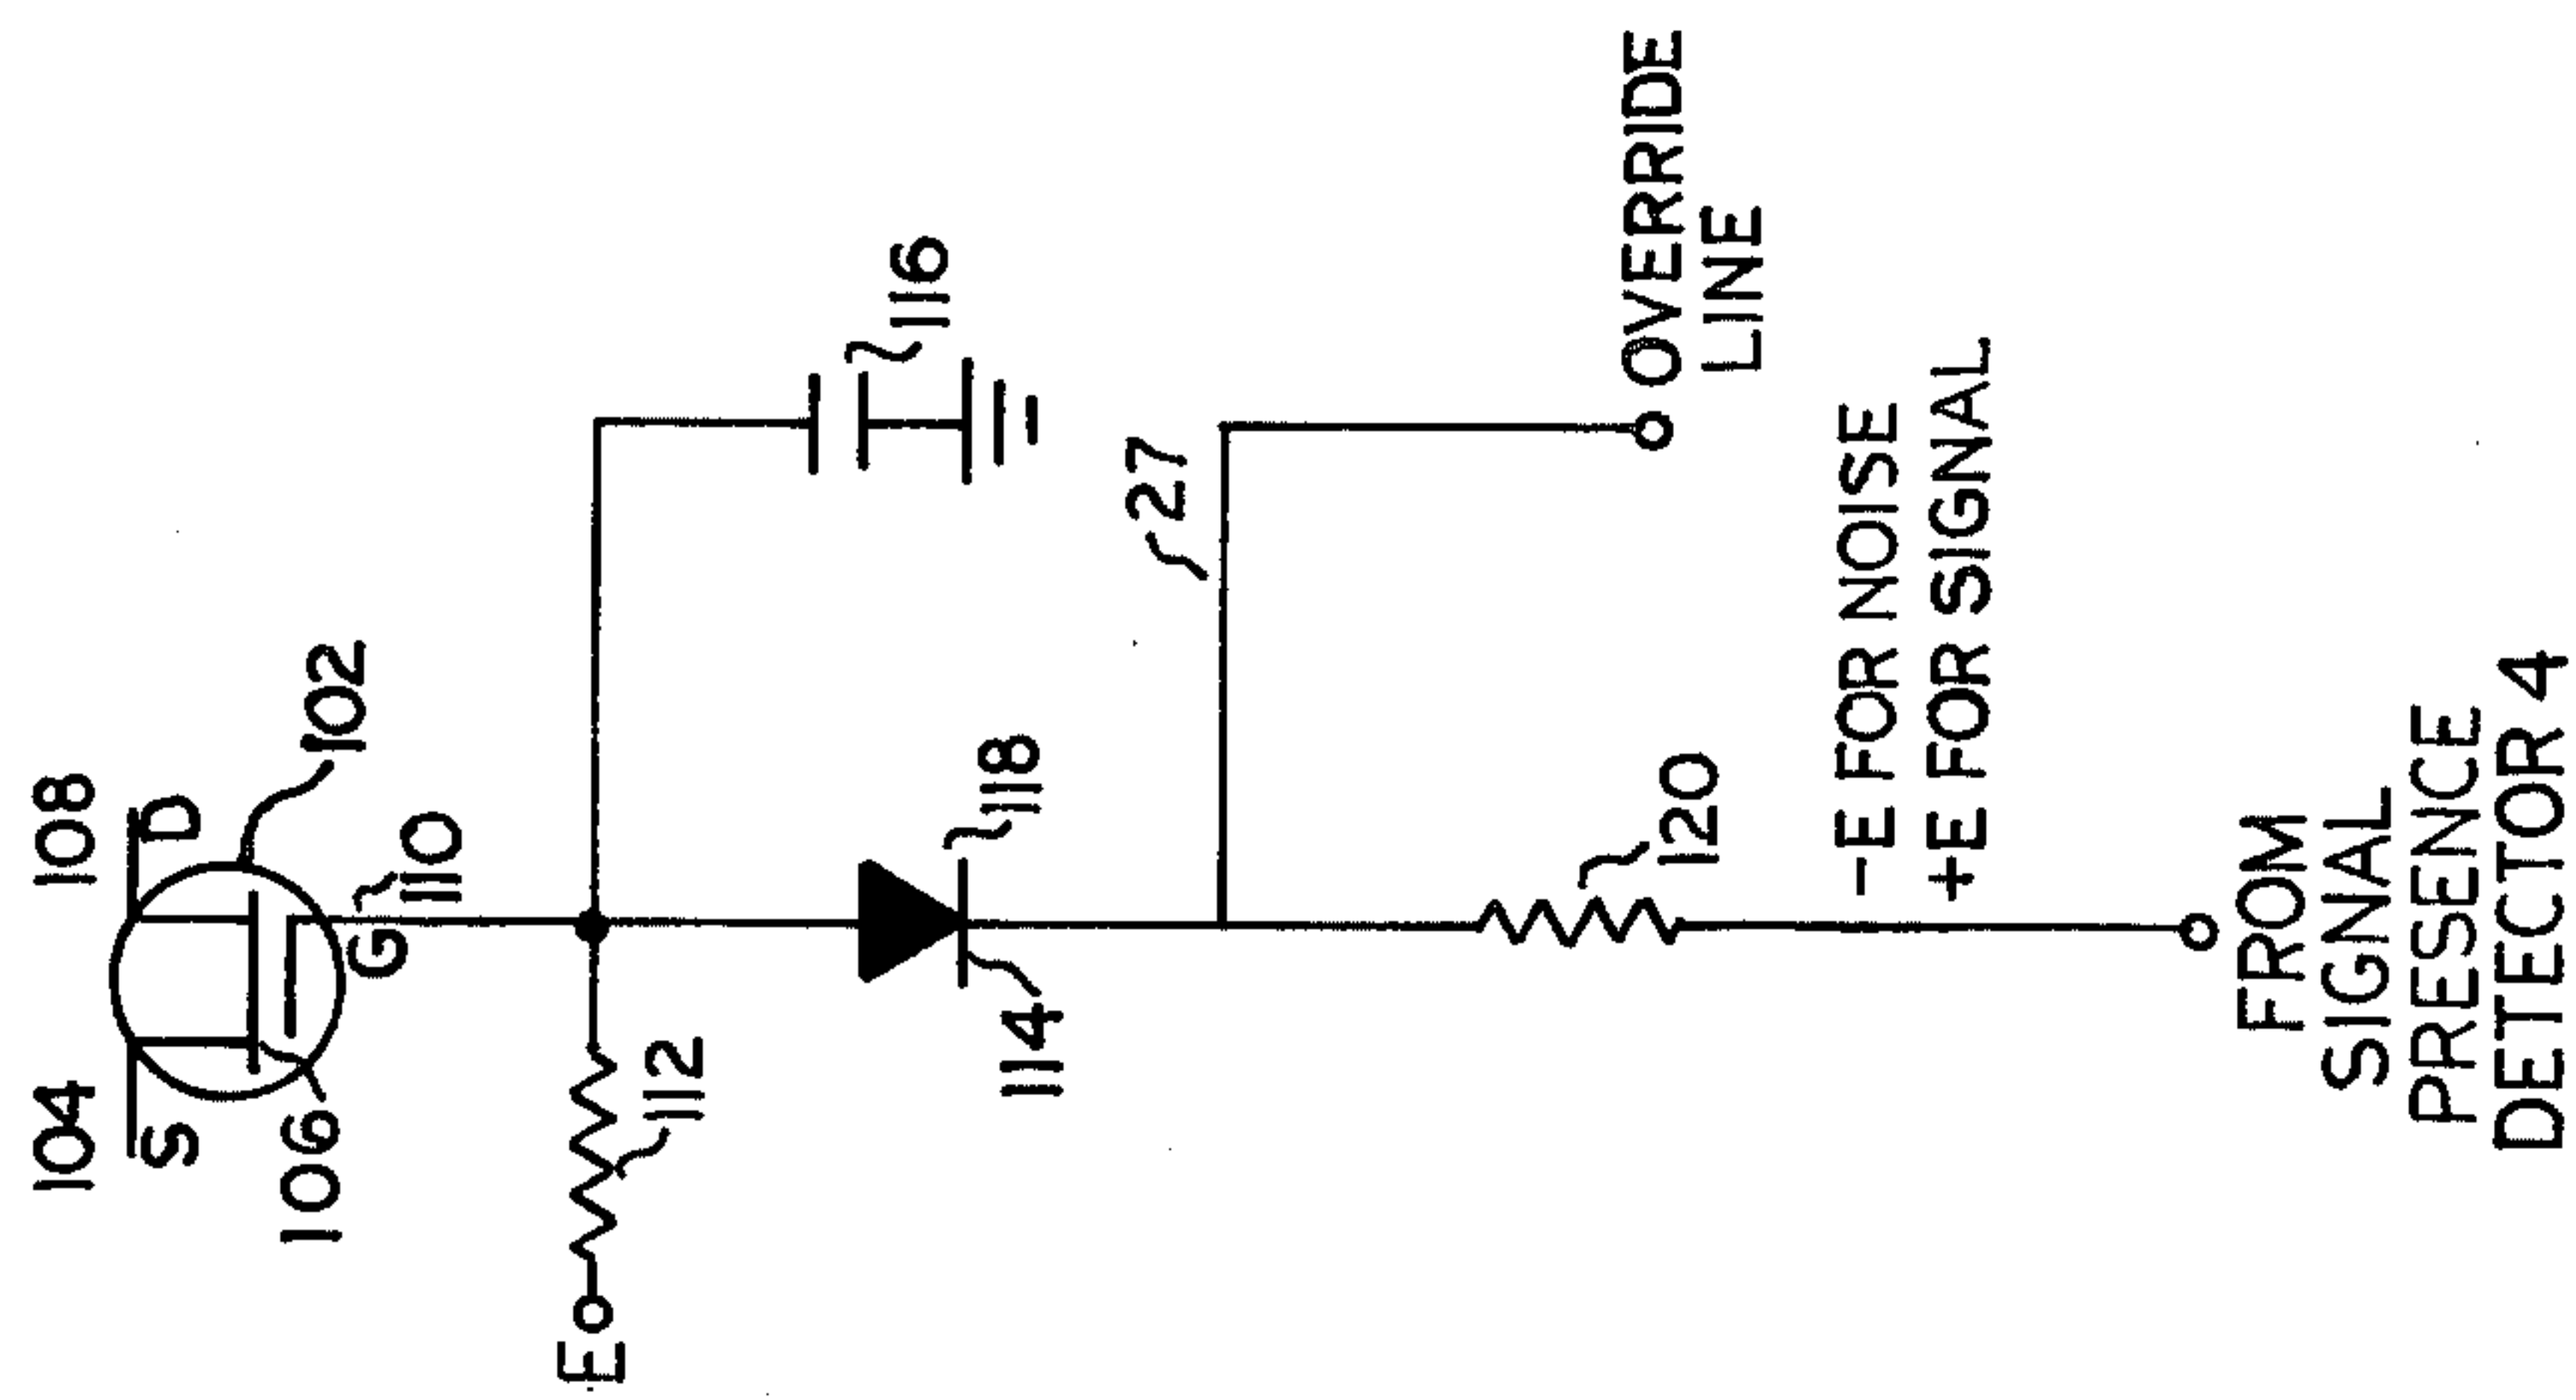 104
S
108
D
106
102
G
110
E
112
116
114
118
27
OVERRIDE
LINE
120
-E FOR NOISE
+E FOR SIGNAL
FROM
SIGNAL
PRESENCE
DETECTOR 4